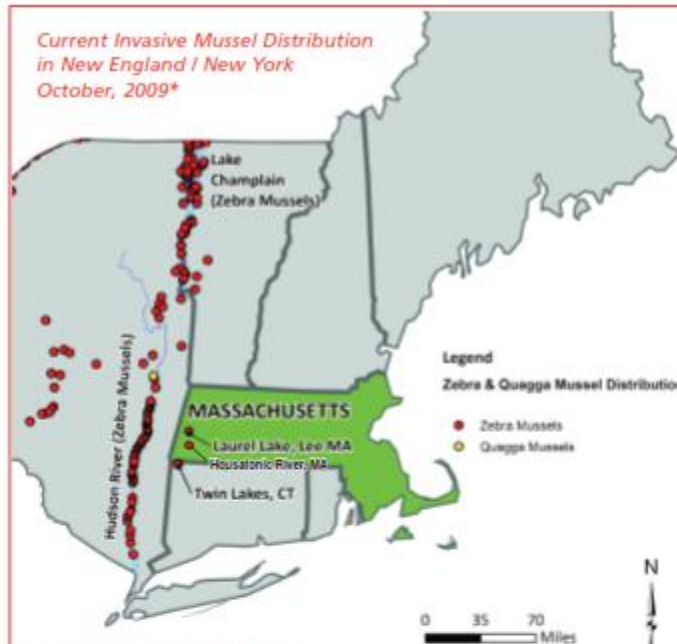 Current Invasive Mussel Distribution
in New England / New York
October, 2009*
Lake
Champlain
(Zebra Mussels)
Hudson River (Zebra Mussels)
MASSACHUSETTS
Laurel Lake, Lee MA
Housatonic River, MA
Twin Lakes, CT
Legend
Zebra & Quagga Mussel Distribution
Zebra Mussels
Quagga Mussels
N
0 35 70
Miles